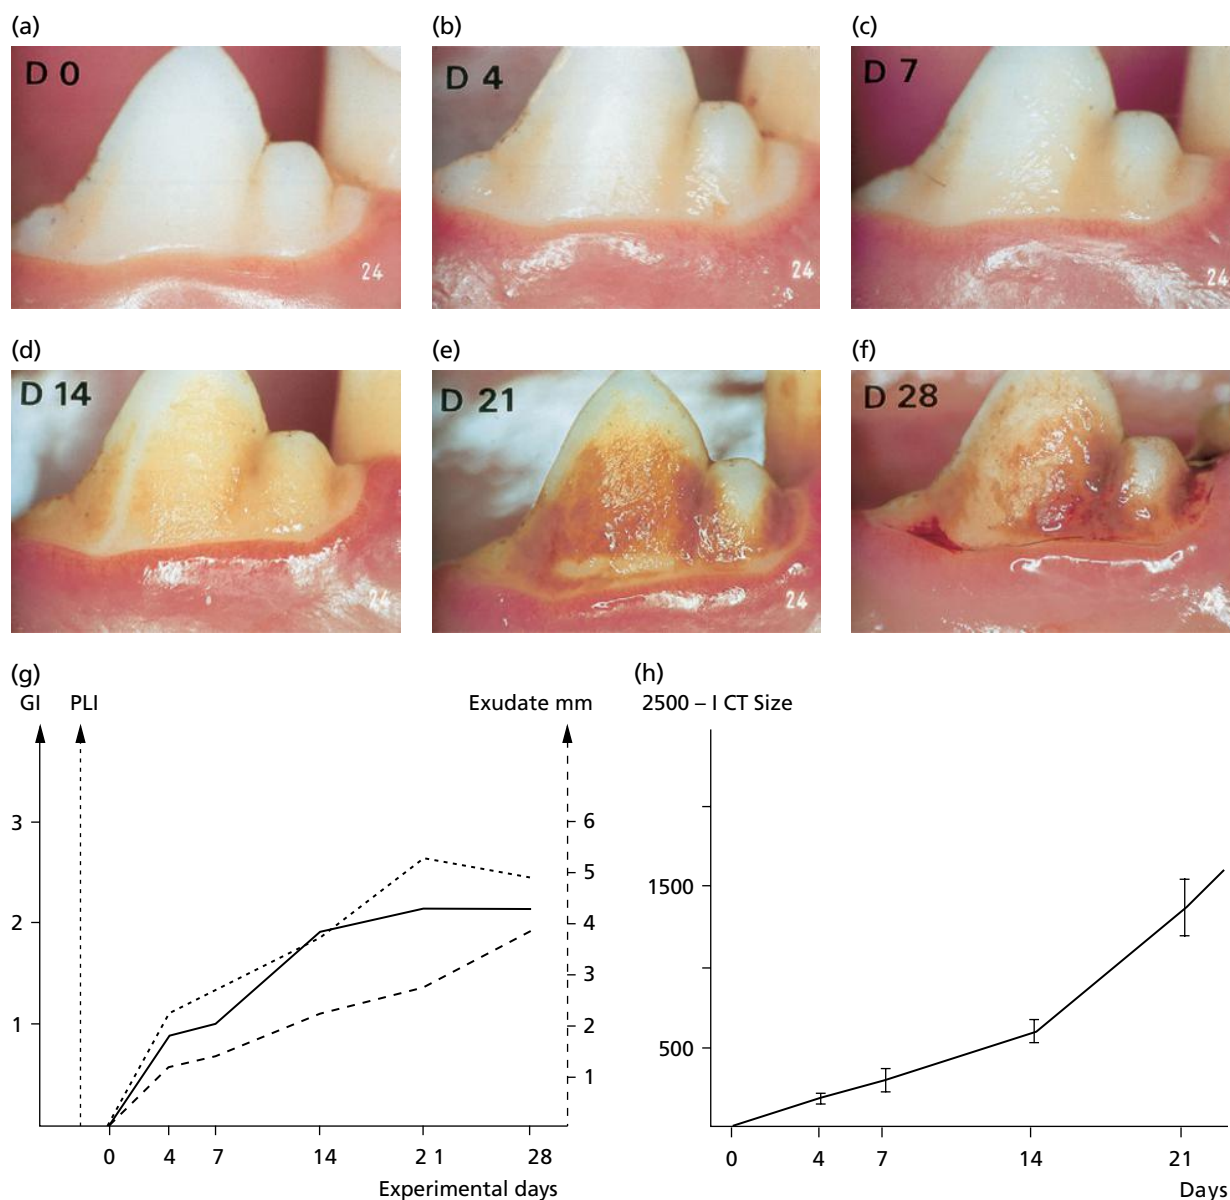 (a)
(b)
(c)
D 0
D 4
D 7
24
24
24
(d)
(e)
(f)
D 14
D 21
D 28
24
24
(g)
(h)
GI
PLI
Exudate mm
2500 – I CT Size
3
2
1
6
5
4
3
2
1
1500
500
0 4 7 14 2 1 28
Experimental days
0 4 7 14 21
Days